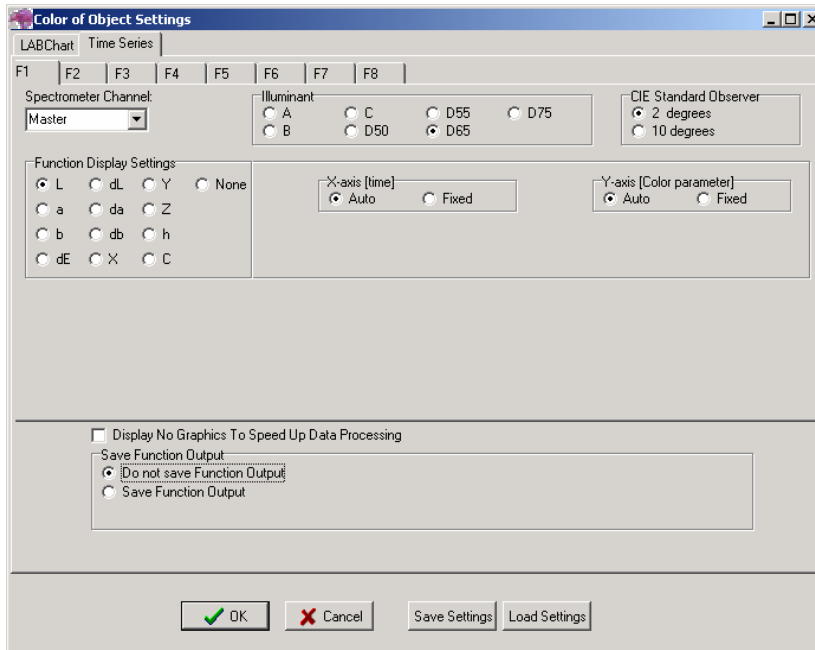 Color of Object Settings
LABChart Time Series
F1 F2 F3 F4 F5 F6 F7 F8
Spectrometer Channel:
Master
Illuminant
A C D55 D75
B D50 D65
CIE Standard Observer
2 degrees
10 degrees
Function Display Settings
L dL Y None
a da Z
b db h
dE X C
X-axis [time]
Auto Fixed
Y-axis [Color parameter]
Auto Fixed
Display No Graphics To Speed Up Data Processing
Save Function Output
Do not save Function Output
Save Function Output
OK Cancel Save Settings Load Settings